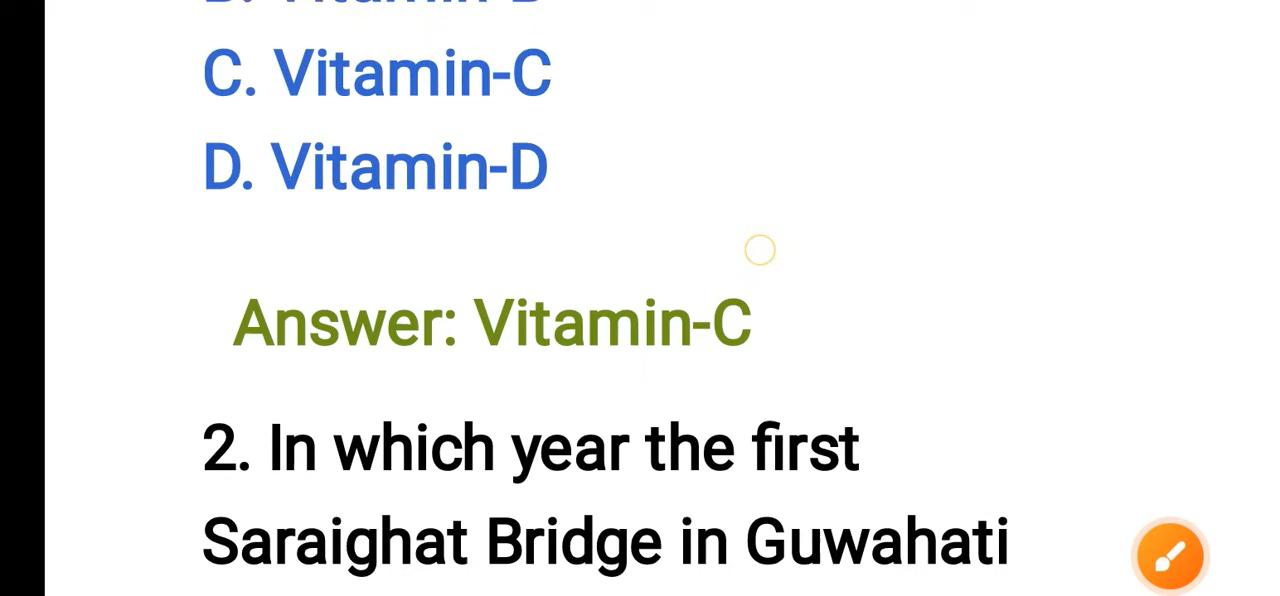 C. Vitamin-C
D. Vitamin-D
Answer: Vitamin-C
2. In which year the first
Saraighat Bridge in Guwahati